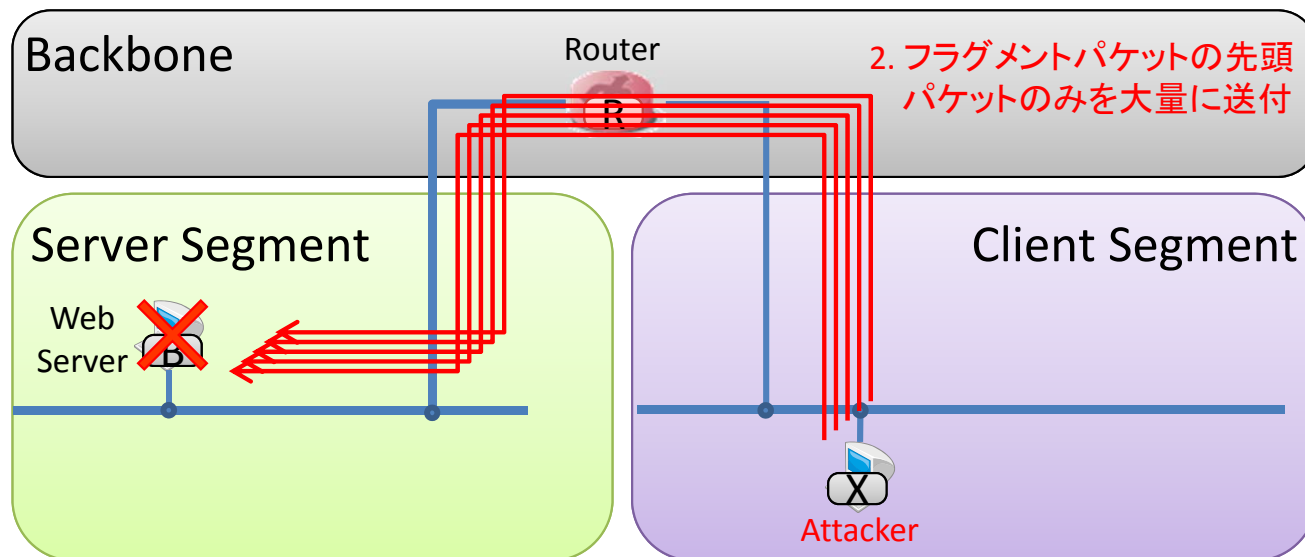 Backbone
Router
R
2. フラグメントパケットの先頭
パケットのみを大量に送付
Server Segment
Client Segment
Web
Server
B
X
Attacker